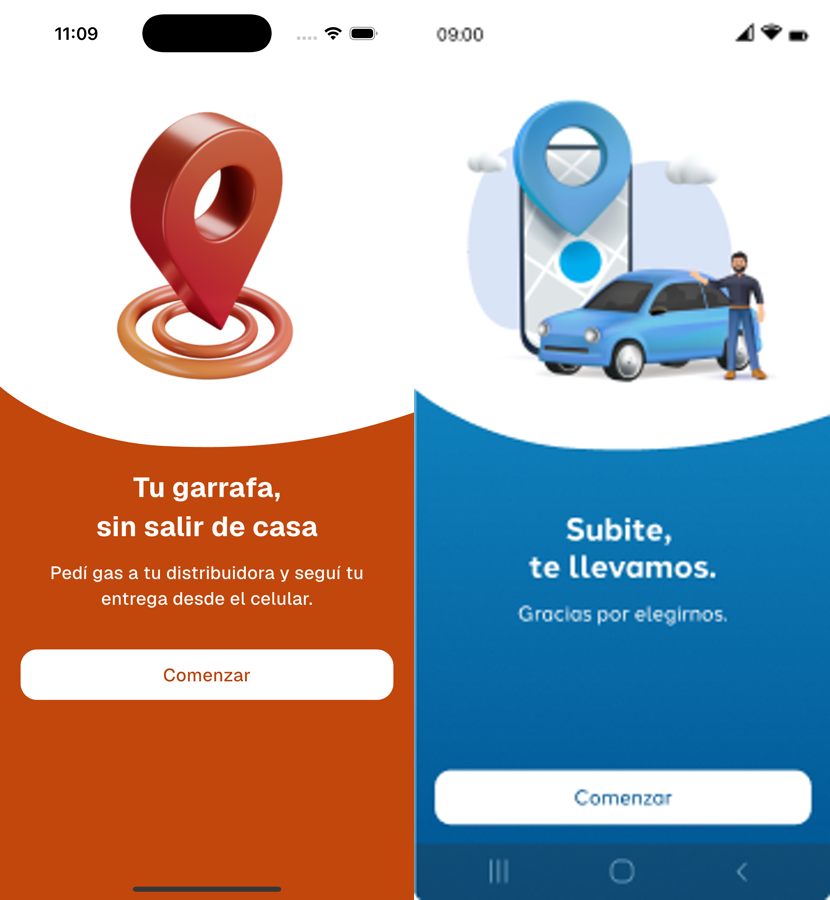 11:09
Tu garrafa,
sin salir de casa
Pedí gas a tu distribuidora y seguí tu
entrega desde el celular.
Comenzar
09:00
Subite,
te llevamos.
Gracias por elegirnos.
Comenzar